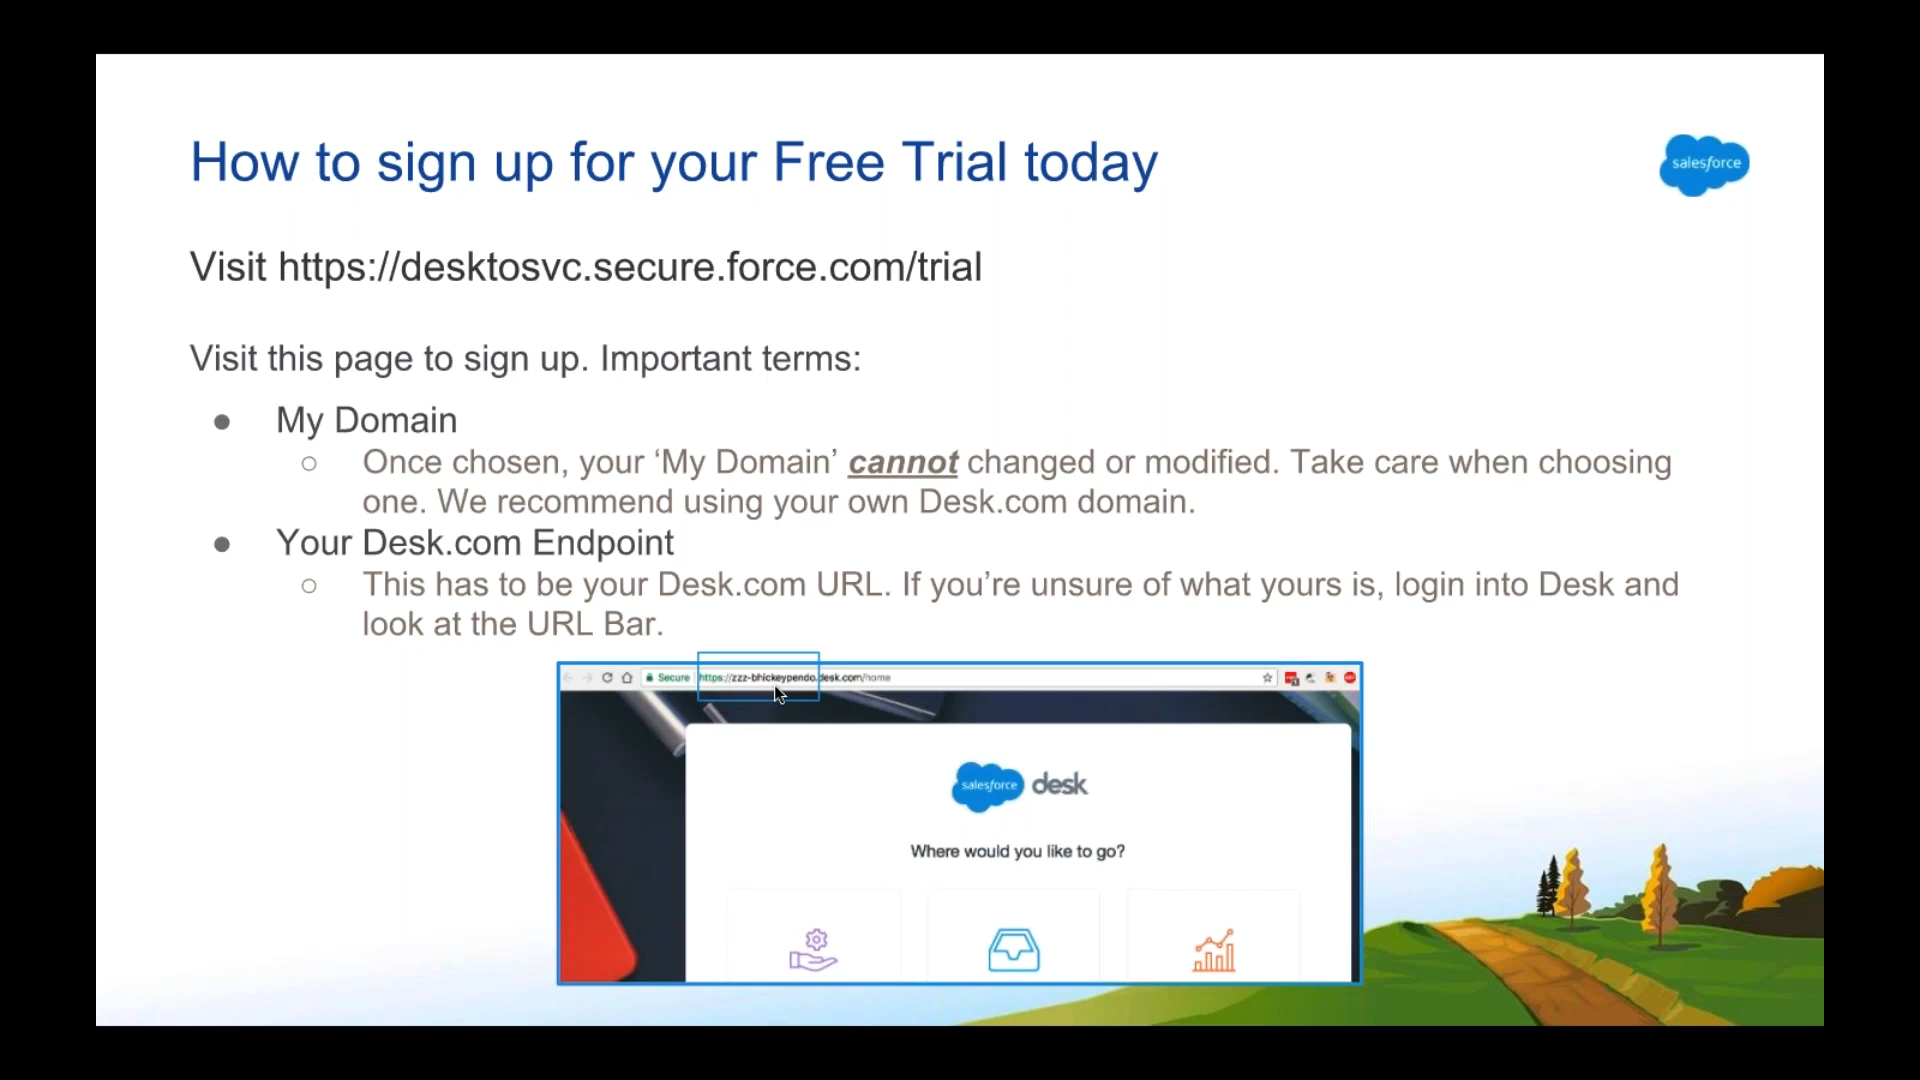 How to sign up for your Free Trial today
salesforce
Visit https://desktosvc.secure.force.com/trial
Visit this page to sign up. Important terms:
● My Domain
○ Once chosen, your ‘My Domain’ cannot changed or modified. Take care when choosing
one. We recommend using your own Desk.com domain.
● Your Desk.com Endpoint
○ This has to be your Desk.com URL. If you’re unsure of what yours is, login into Desk and
look at the URL Bar.
Secure https://zzz-bhickeypendo.desk.com/home
salesforce desk
Where would you like to go?